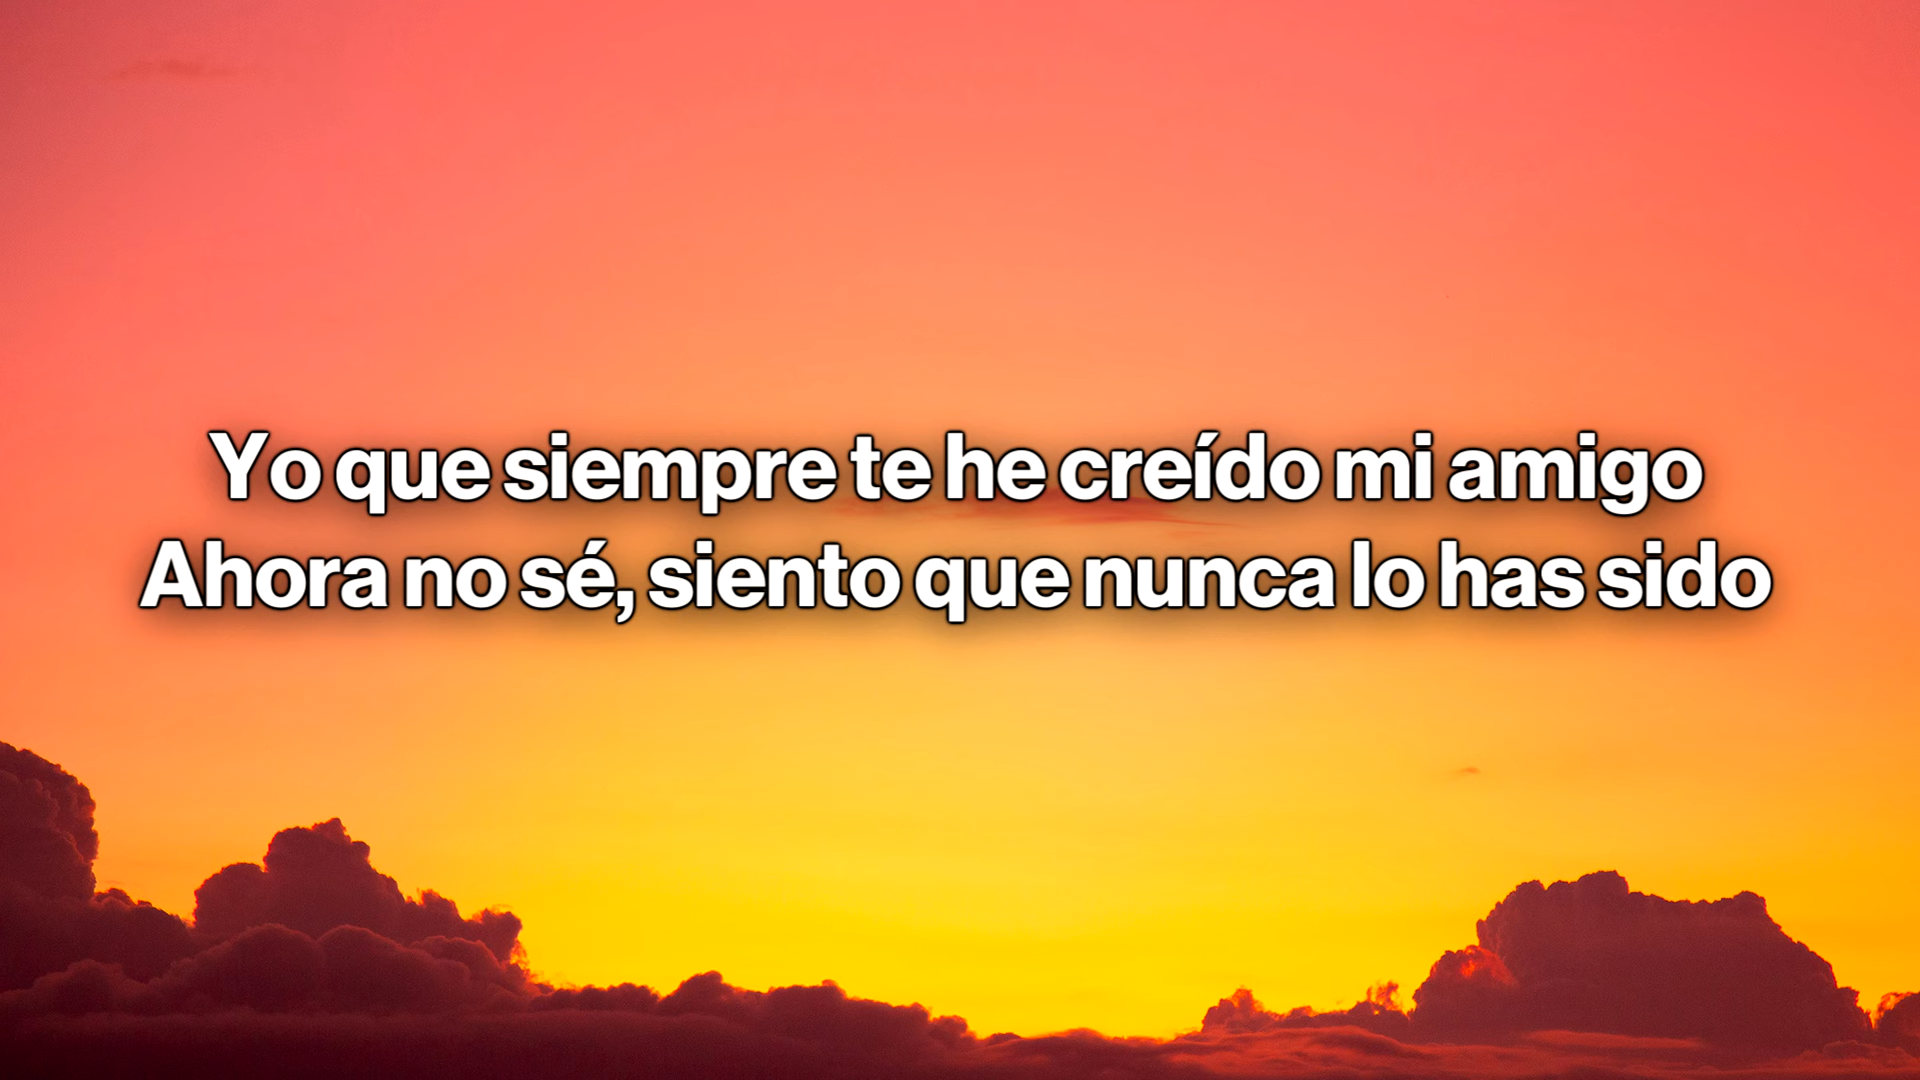 Yo que siempre te he creído mi amigo
Ahora no sé, siento que nunca lo has sido